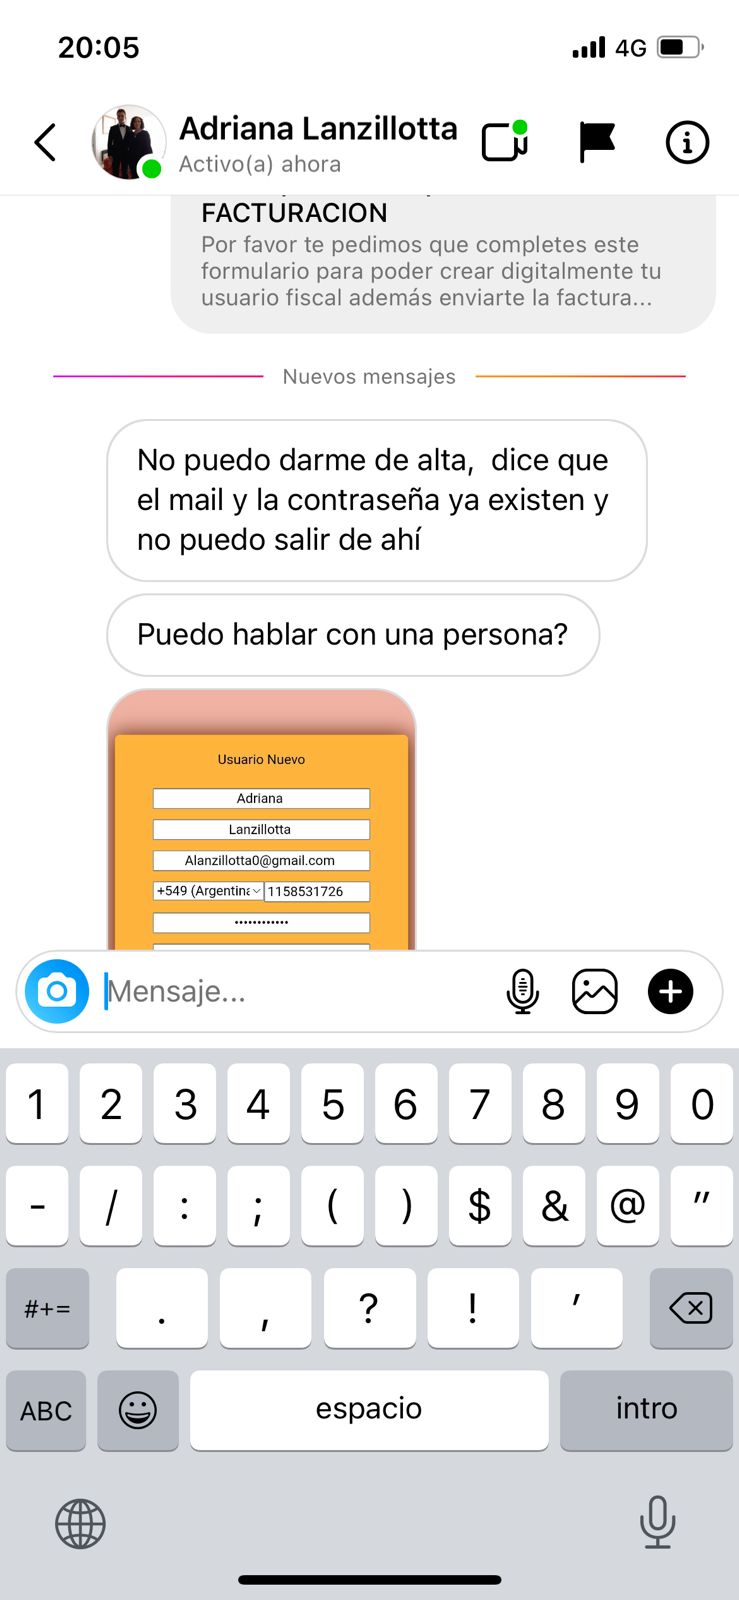 20:05
4G
Adriana Lanzillotta
Activo(a) ahora
FACTURACION
Por favor te pedimos que completes este
formulario para poder crear digitalmente tu
usuario fiscal además enviarte la factura...
Nuevos mensajes
No puedo darme de alta,  dice que
el mail y la contraseña ya existen y
no puedo salir de ahí
Puedo hablar con una persona?
Usuario Nuevo
Adriana
Lanzillotta
Alanzillotta0@gmail.com
+549 (Argentina 1158531726
••••••••••••
Mensaje...
1 2 3 4 5 6 7 8 9 0
- / : ; ( ) $ & @ "
#+= . , ? ! '
ABC espacio intro